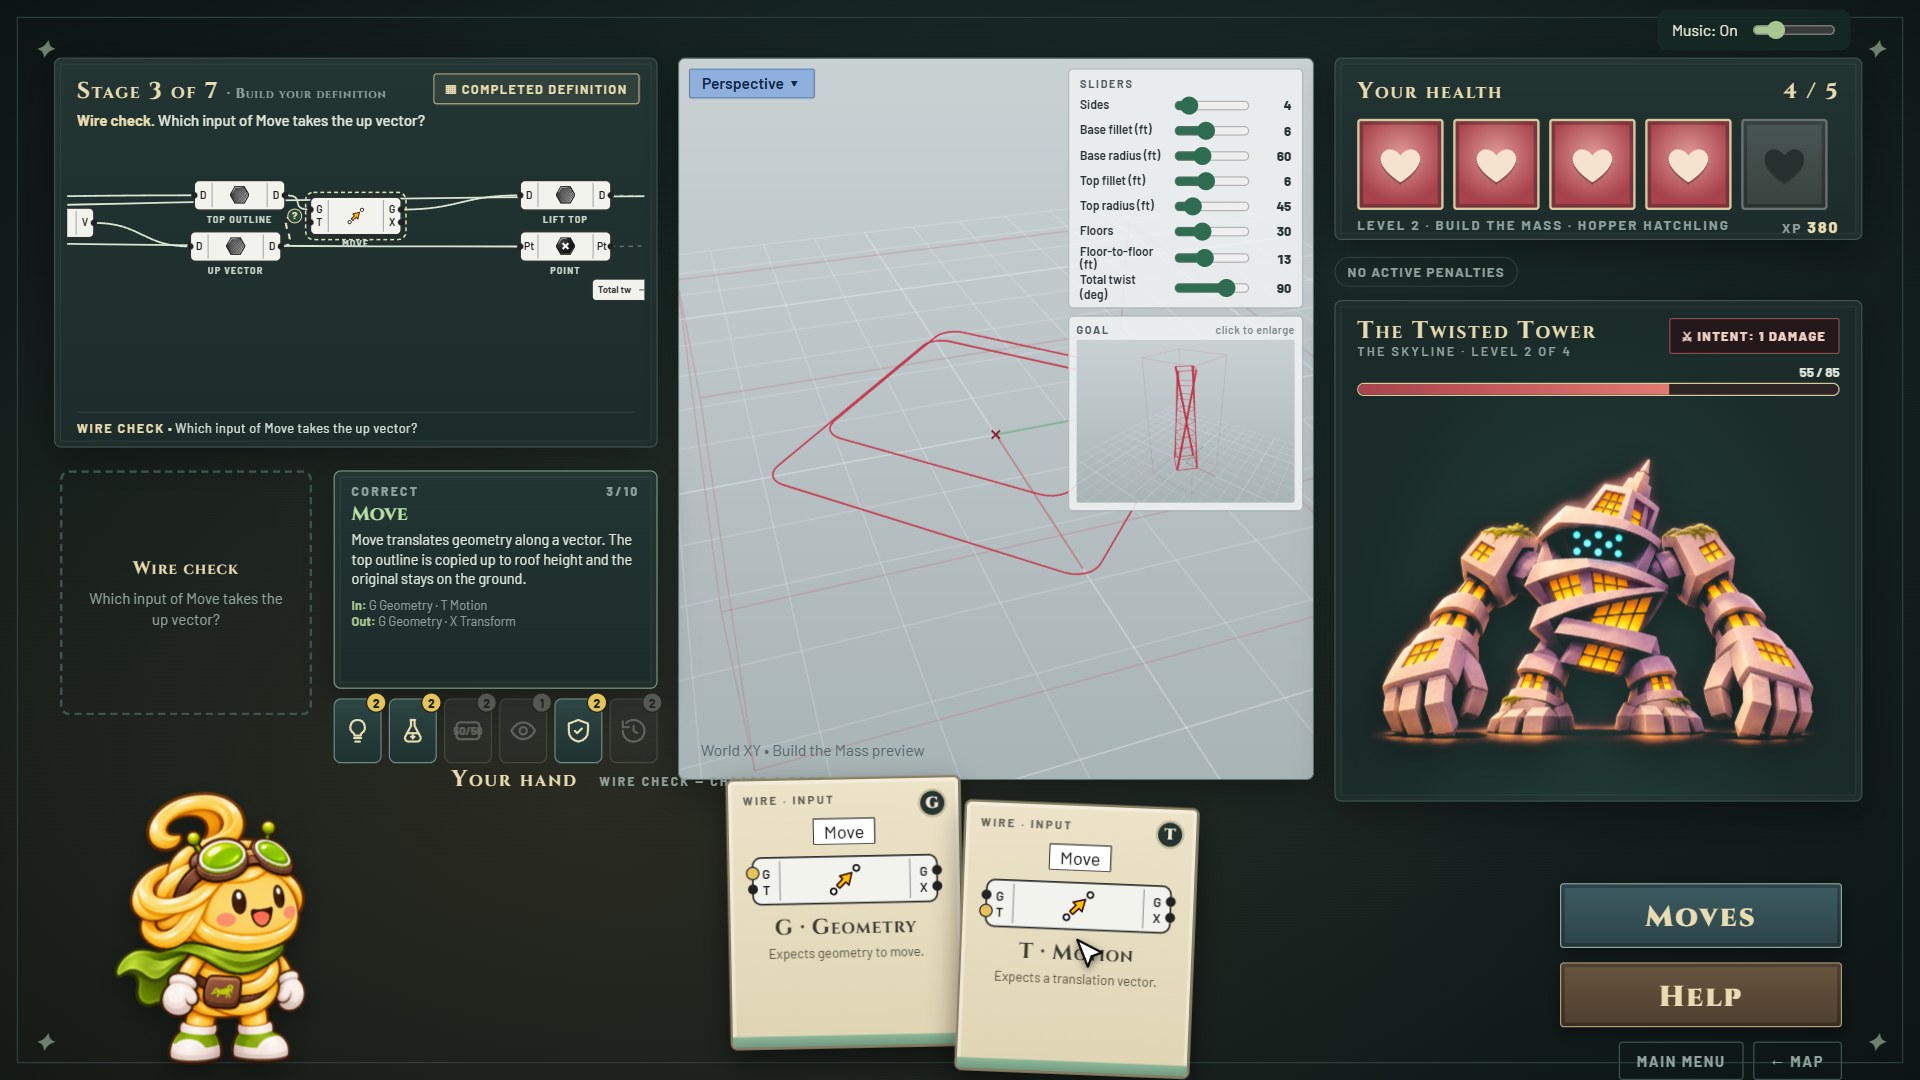 Music: On
Stage 3 of 7 · Build your definition
COMPLETED DEFINITION
Wire check. Which input of Move takes the up vector?
V
D D
TOP OUTLINE
D D
UP VECTOR
?
G G
T X
MOVE
D D
LIFT TOP
Pt Pt
POINT
Total tw
WIRE CHECK • Which input of Move takes the up vector?
Wire check
Which input of Move takes the
up vector?
CORRECT 3/10
Move
Move translates geometry along a vector. The
top outline is copied up to roof height and the
original stays on the ground.
In: G Geometry · T Motion
Out: G Geometry · X Transform
2
2
2
1
2
2
50/50
Your hand
WIRE CHECK –
Perspective ▼
SLIDERS
Sides 4
Base fillet (ft) 6
Base radius (ft) 60
Top fillet (ft) 6
Top radius (ft) 45
Floors 30
Floor-to-floor
(ft) 13
Total twist
(deg) 90
GOAL click to enlarge
World XY • Build the Mass preview
Your health 4 / 5
LEVEL 2 · BUILD THE MASS · HOPPER HATCHLING XP 380
NO ACTIVE PENALTIES
The Twisted Tower
THE SKYLINE · LEVEL 2 OF 4
INTENT: 1 DAMAGE
55 / 85
WIRE · INPUT G
Move
G G
T X
G · Geometry
Expects geometry to move.
WIRE · INPUT T
Move
G G
T X
T · Motion
Expects a translation vector.
Moves
Help
MAIN MENU
← MAP